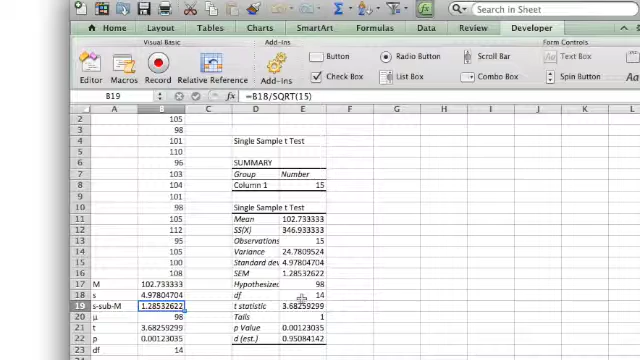 Search in Sheet
Home Layout Tables Charts SmartArt Formulas Data Review Developer
Visual Basic Add-Ins Form Controls
Button Radio Button Scroll Bar Text Box
Check Box List Box Combo Box Spin Button
Editor Macros Record Relative Reference Add-Ins
B19 =B18/SQRT(15)
A B C D E F G H I J K
2 105
3 98
4 101 Single Sample t Test
5 110
6 96 SUMMARY
7 103 Group Number
8 104 Column 1 15
9 101
10 98 Single Sample t Test
11 105 Mean 102.733333
12 112 SS(X) 346.933333
13 95 Observations 15
14 105 Variance 24.7809524
15 100 Standard dev 4.97804704
16 108 SEM 1.28532622
17 M 102.733333 Hypothesized 98
18 s 4.97804704 df 14
19 s-sub-M 1.28532622 t statistic 3.68259299
20 μ 98 Tails 1
21 t 3.68259299 p Value 0.00123035
22 p 0.00123035 d (est.) 0.95084142
23 df 14